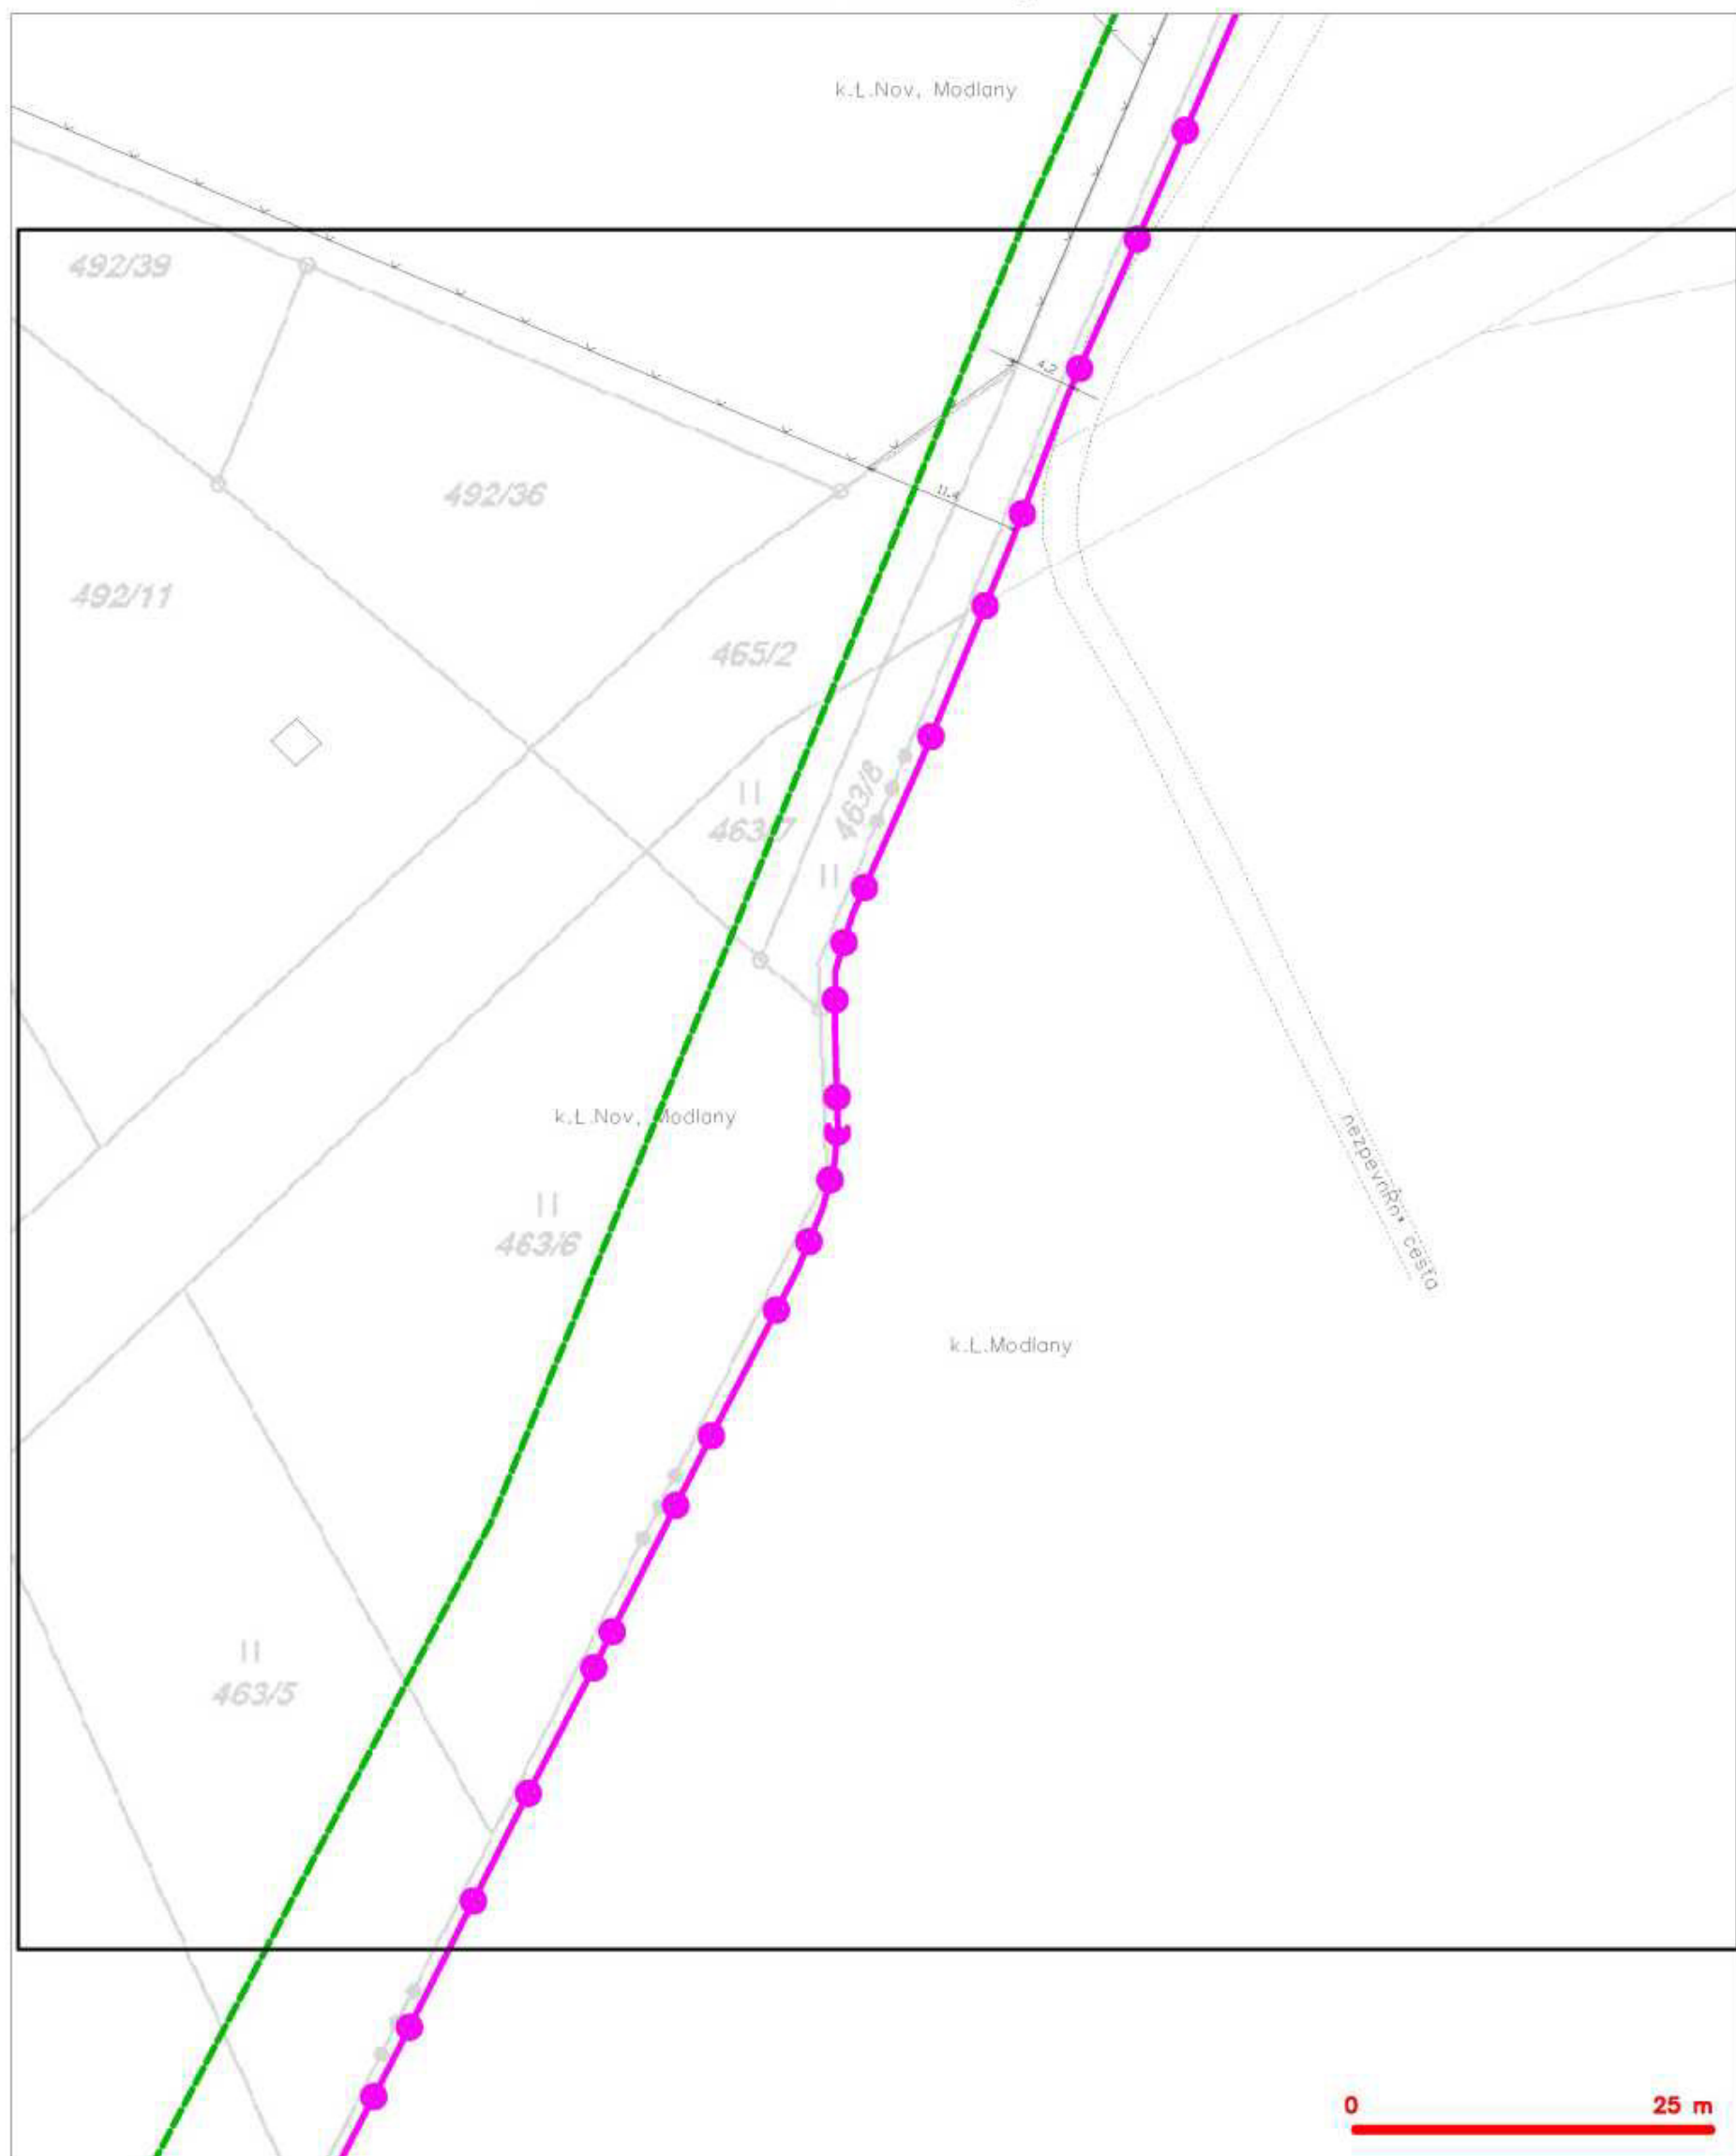 k.L.Nov, Modlany
492/39
4.2
492/36
11.4
492/11
465/2
463/7
463/8
k.L.Nov, Modlany
463/6
nezpevnŘn• cesta
k.L.Modlany
463/5
0 25 m